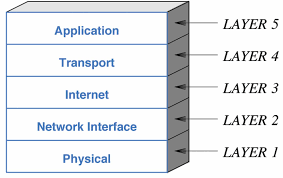 Application LAYER 5
Transport LAYER 4
Internet LAYER 3
Network Interface LAYER 2
Physical LAYER 1